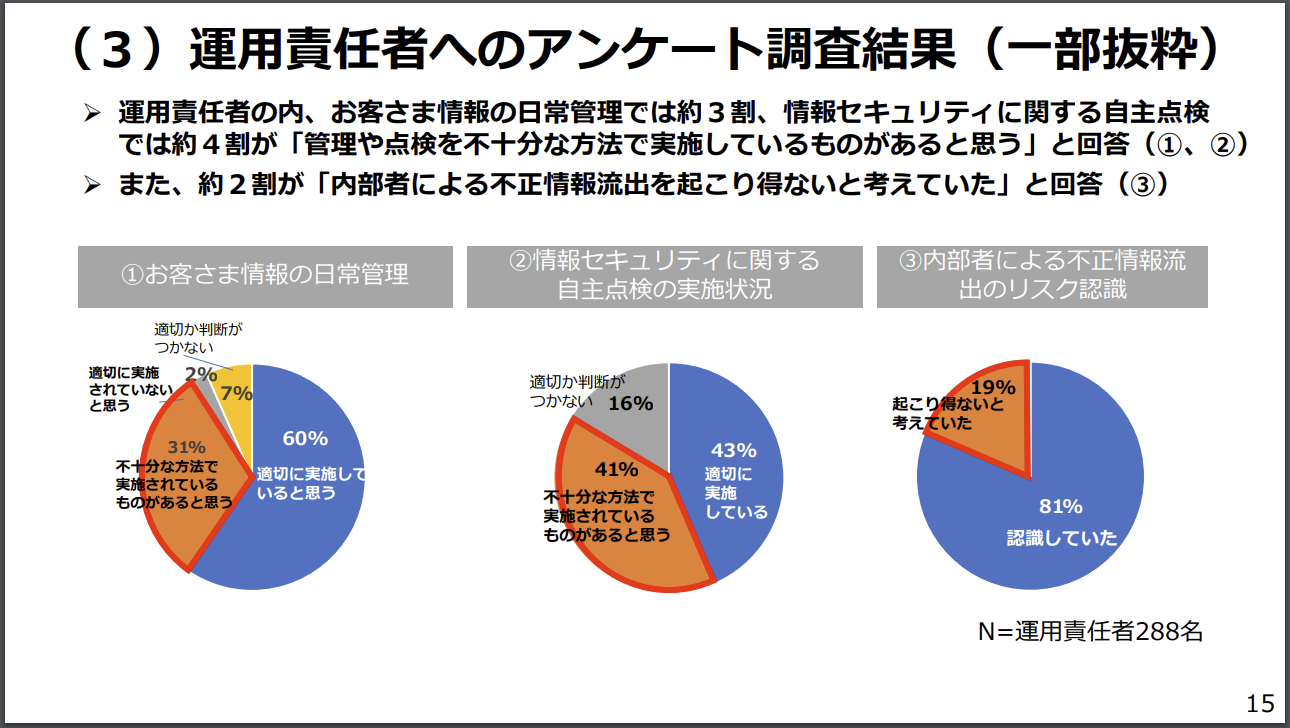 （３）運用責任者へのアンケート調査結果（一部抜粋）
➢ 運用責任者の内、お客さま情報の日常管理では約３割、情報セキュリティに関する自主点検
では約４割が「管理や点検を不十分な方法で実施しているものがあると思う」と回答（①、②）
➢ また、約２割が「内部者による不正情報流出を起こり得ないと考えていた」と回答（③）
①お客さま情報の日常管理
適切か判断が
つかない
7%
適切に実施
されていない
と思う
2%
31%
不十分な方法で
実施されている
ものがあると思う
60%
適切に実施して
いると思う
②情報セキュリティに関する
自主点検の実施状況
適切か判断が
つかない
16%
41%
不十分な方法で
実施されている
ものがあると思う
43%
適切に
実施
している
③内部者による不正情報流
出のリスク認識
19%
起こり得ないと
考えていた
81%
認識していた
N=運用責任者288名
15